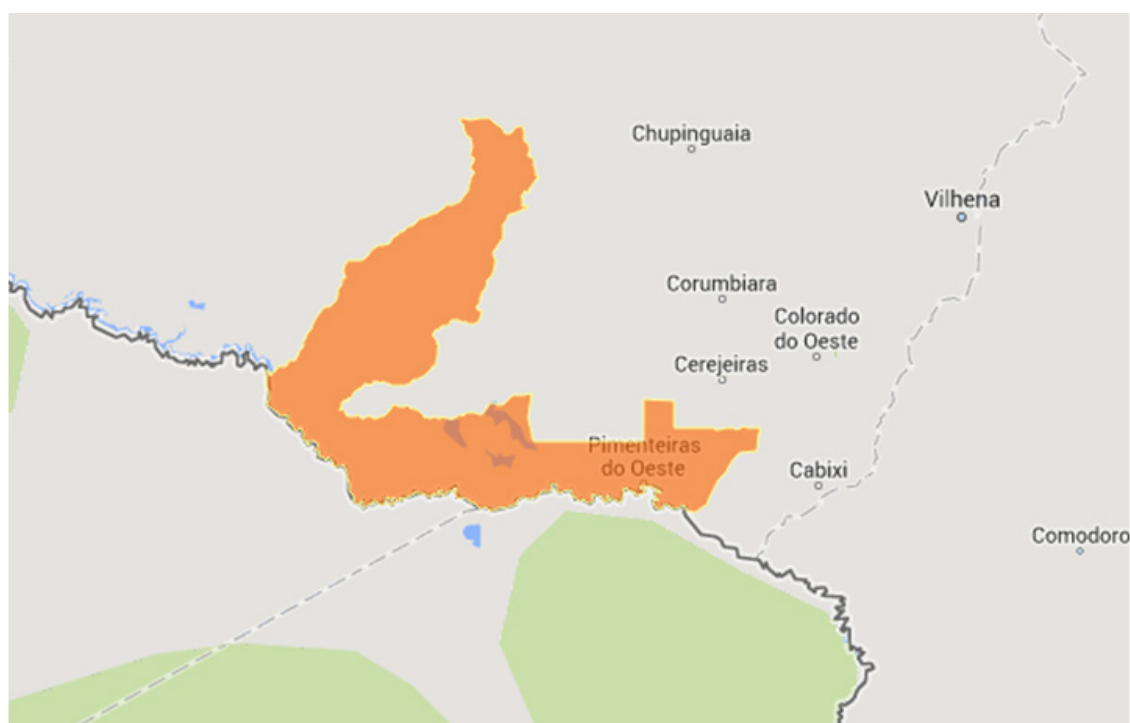 Chupinguaia
Vilhena
Corumbiara
Colorado
do Oeste
Cerejeiras
Pimenteiras
do Oeste
Cabixi
Comodoro